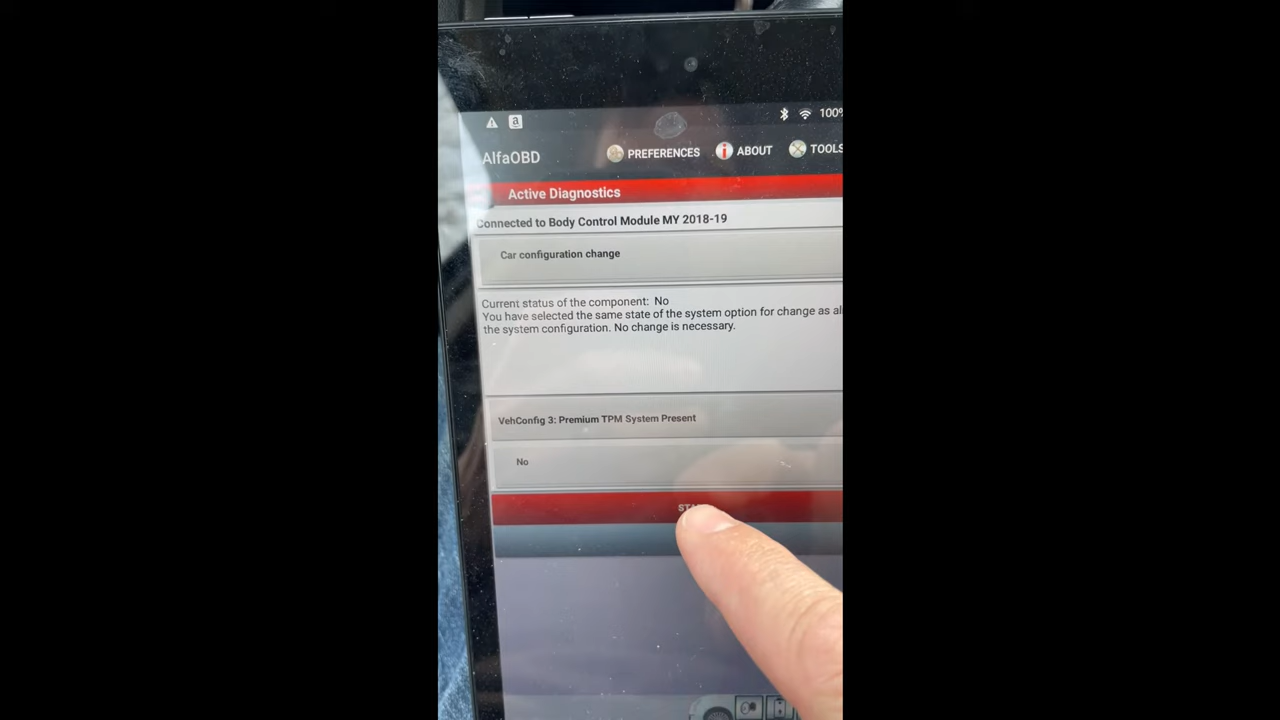 a
100%
AlfaOBD
PREFERENCES
ABOUT
TOOLS
Active Diagnostics
Connected to Body Control Module MY 2018-19
Car configuration change
Current status of the component: No
You have selected the same state of the system option for change as
the system configuration. No change is necessary.
VehConfig 3: Premium TPM System Present
No